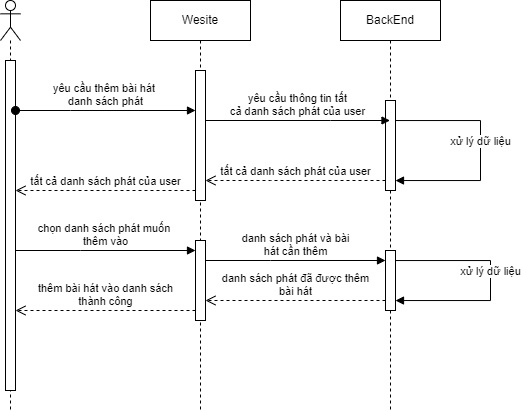 Wesite
BackEnd
yêu cầu thêm bài hát
danh sách phát
yêu cầu thông tin tất
cả danh sách phát của user
xử lý dữ liệu
tất cả danh sách phát của user
tất cả danh sách phát của user
chọn danh sách phát muốn
thêm vào
danh sách phát và bài
hát cần thêm
xử lý dữ liệu
danh sách phát đã được thêm
bài hát
thêm bài hát vào danh sách
thành công